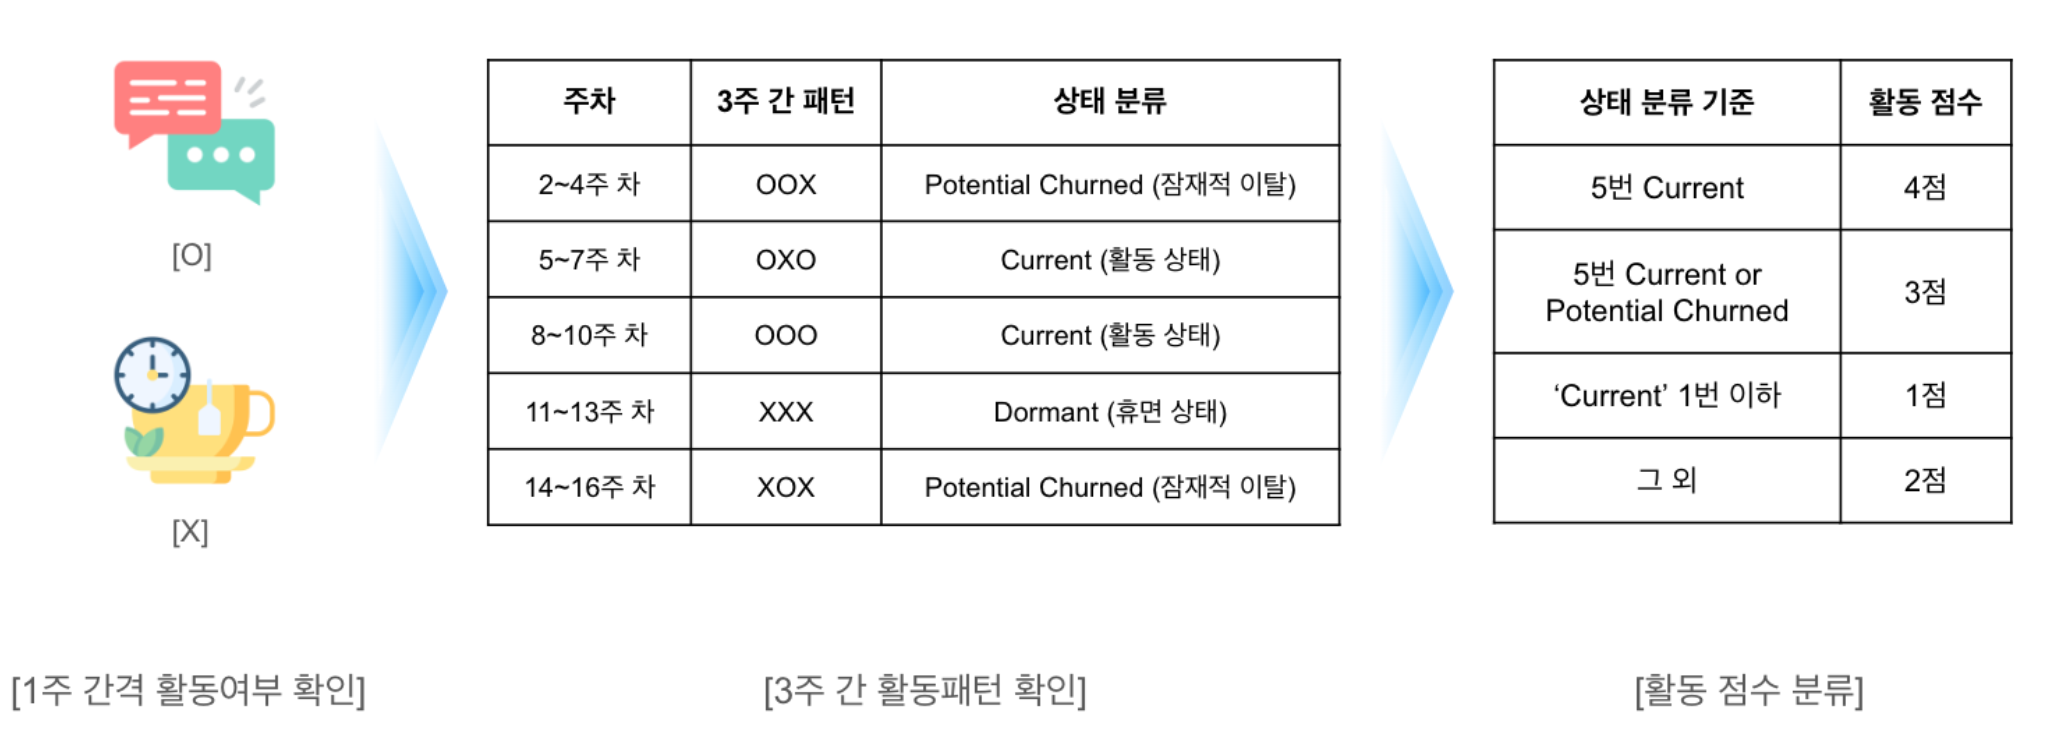 [O]
[X]
[1주 간격 활동여부 확인]
주차 3주 간 패턴 상태 분류
2~4주 차 OOX Potential Churned (잠재적 이탈)
5~7주 차 OXO Current (활동 상태)
8~10주 차 OOO Current (활동 상태)
11~13주 차 XXX Dormant (휴면 상태)
14~16주 차 XOX Potential Churned (잠재적 이탈)
[3주 간 활동패턴 확인]
상태 분류 기준 활동 점수
5번 Current 4점
5번 Current or
Potential Churned 3점
‘Current’ 1번 이하 1점
그 외 2점
[활동 점수 분류]